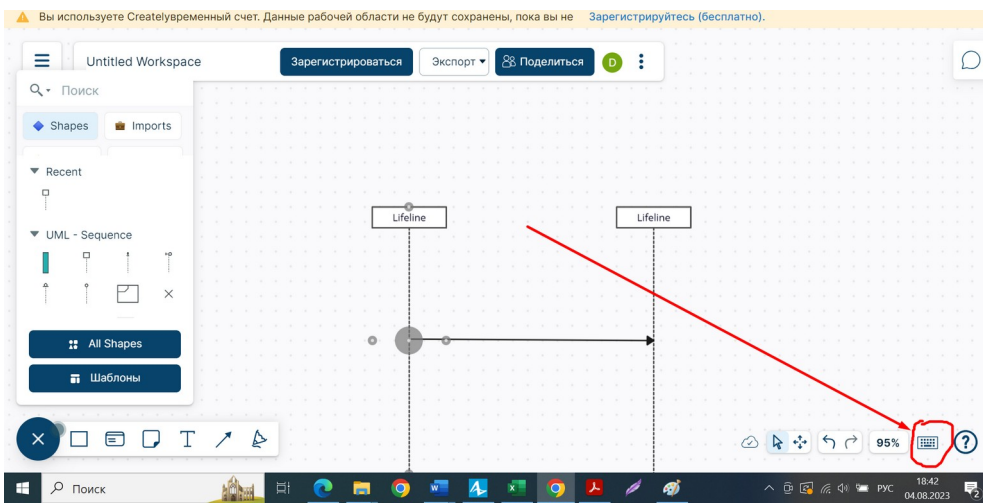 Вы используете Createlyвременный счет. Данные рабочей области не будут сохранены, пока вы не Зарегистрируйтесь (бесплатно).
Untitled Workspace
Зарегистрироваться
Экспорт
Поделиться
D
Поиск
Shapes
Imports
Recent
UML - Sequence
All Shapes
Шаблоны
Lifeline
Lifeline
T
95%
?
Поиск
РУС
18:42
04.08.2023
2